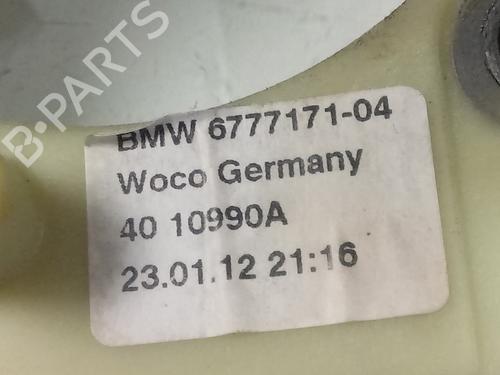 B-PARTS
BMW 6777171-04
Woco Germany
40 10990A
23.01.12 21:16